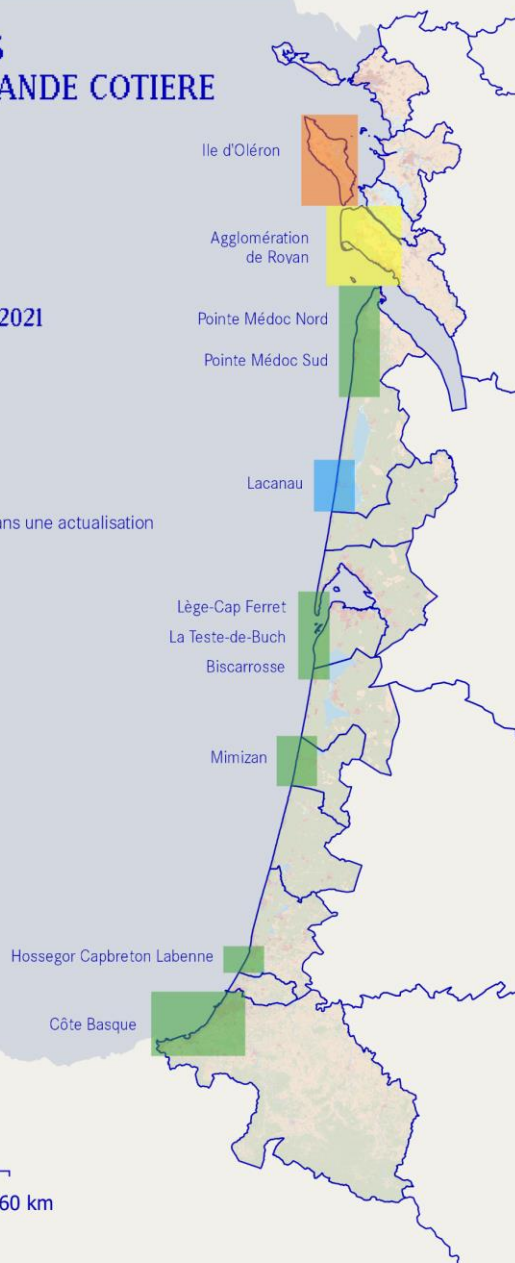 S
ANDE COTIERE
Ile d'Oléron
Agglomération
de Royan
2021
Pointe Médoc Nord
Pointe Médoc Sud
Lacanau
ans une actualisation
Lège-Cap Ferret
La Teste-de-Buch
Biscarrosse
Mimizan
Hossegor Capbreton Labenne
Côte Basque
60 km